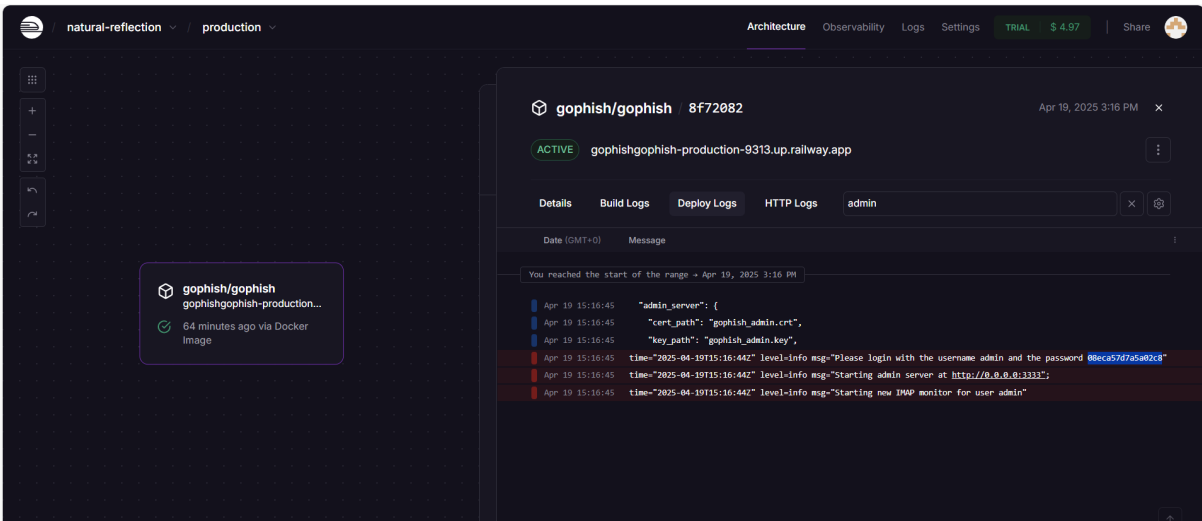 / natural-reflection / production
Architecture Observability Logs Settings TRIAL $ 4.97 Share
gophish/gophish / 8f72082 Apr 19, 2025 3:16 PM
ACTIVE gophishgophish-production-9313.up.railway.app
Details Build Logs Deploy Logs HTTP Logs admin
Date (GMT+0) Message
You reached the start of the range → Apr 19, 2025 3:16 PM
Apr 19 15:16:45 "admin_server": {
Apr 19 15:16:45 "cert_path": "gophish_admin.crt",
Apr 19 15:16:45 "key_path": "gophish_admin.key",
Apr 19 15:16:45 time="2025-04-19T15:16:44Z" level=info msg="Please login with the username admin and the password 08eca57d7a5a02c8"
Apr 19 15:16:45 time="2025-04-19T15:16:44Z" level=info msg="Starting admin server at http://0.0.0.0:3333";
Apr 19 15:16:45 time="2025-04-19T15:16:44Z" level=info msg="Starting new IMAP monitor for user admin"
gophish/gophish
gophishgophish-production...
64 minutes ago via Docker
Image